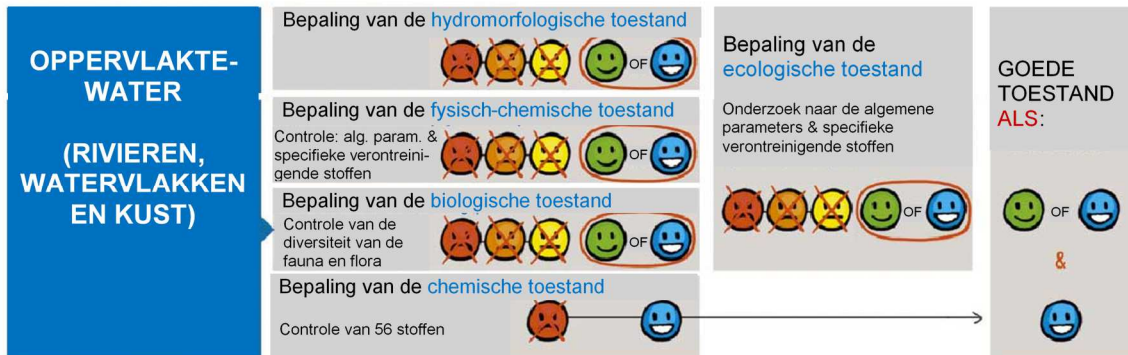 OPPERVLAKTE-
WATER
(RIVIEREN,
WATERVLAKKEN
EN KUST)
Bepaling van de hydromorfologische toestand
OF
Bepaling van de fysisch-chemische toestand
Controle: alg. param. &
specifieke verontreini-
gende stoffen
OF
Bepaling van de biologische toestand
Controle van de
diversiteit van de
fauna en flora
OF
Bepaling van de chemische toestand
Controle van 56 stoffen
Bepaling van de
ecologische toestand
Onderzoek naar de algemene
parameters & specifieke
verontreinigende stoffen
OF
GOEDE
TOESTAND
ALS:
OF
&